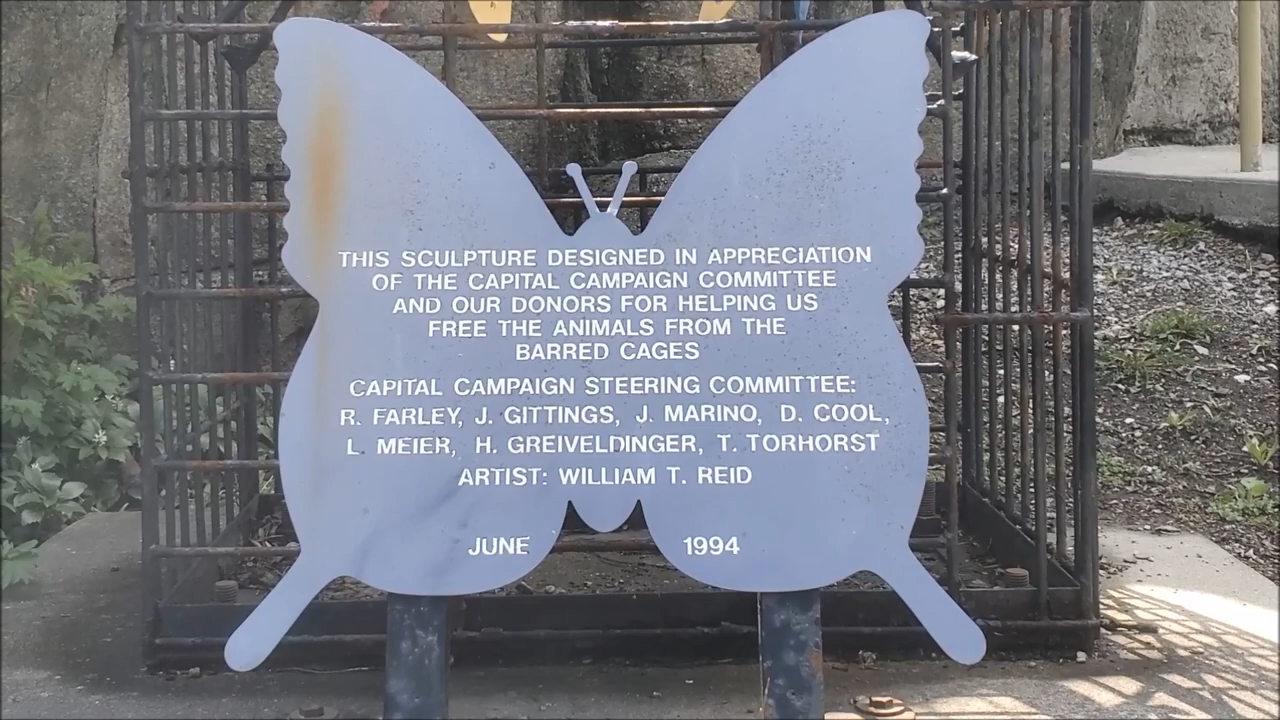 THIS SCULPTURE DESIGNED IN APPRECIATION
OF THE CAPITAL CAMPAIGN COMMITTEE
AND OUR DONORS FOR HELPING US
FREE THE ANIMALS FROM THE
BARRED CAGES
CAPITAL CAMPAIGN STEERING COMMITTEE:
R. FARLEY, J. GITTINGS, J. MARINO, D. COOL,
L. MEIER, H. GREIVELDINGER, T. TORHORST
ARTIST: WILLIAM T. REID
JUNE 1994